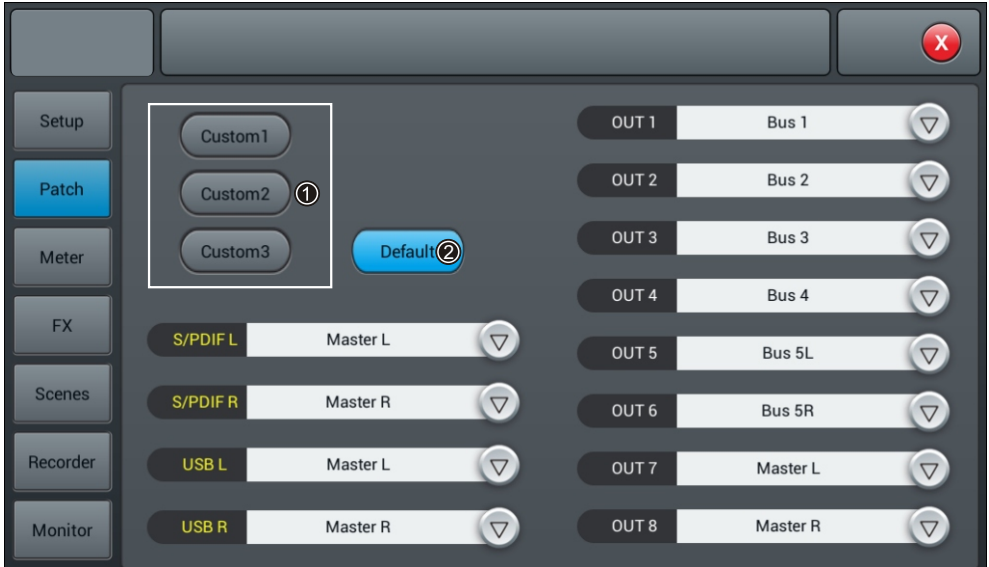 X
Setup
Patch
Meter
FX
Scenes
Recorder
Monitor
Custom1
Custom2 1
Custom3
Default 2
S/PDIF L Master L
S/PDIF R Master R
USB L Master L
USB R Master R
OUT 1 Bus 1
OUT 2 Bus 2
OUT 3 Bus 3
OUT 4 Bus 4
OUT 5 Bus 5L
OUT 6 Bus 5R
OUT 7 Master L
OUT 8 Master R